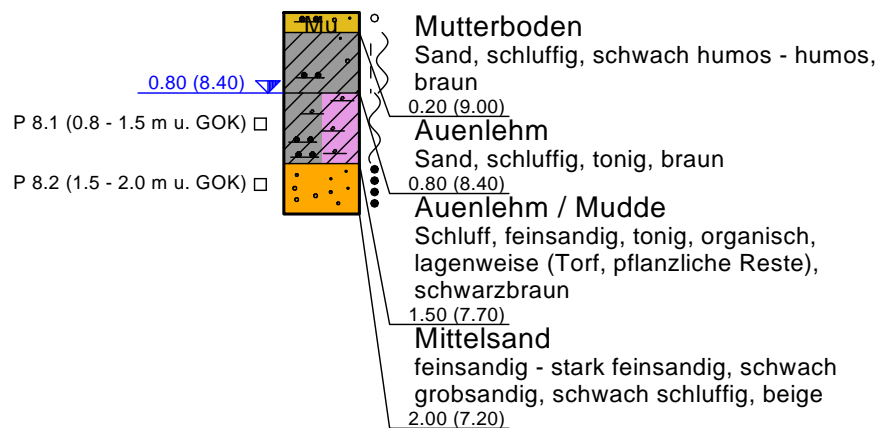 Mu
Mutterboden
Sand, schluffig, schwach humos - humos,
braun
0.20 (9.00)
0.80 (8.40)
Auenlehm
Sand, schluffig, tonig, braun
0.80 (8.40)
P 8.1 (0.8 - 1.5 m u. GOK)
Auenlehm / Mudde
Schluff, feinsandig, tonig, organisch,
lagenweise (Torf, pflanzliche Reste),
schwarzbraun
1.50 (7.70)
P 8.2 (1.5 - 2.0 m u. GOK)
Mittelsand
feinsandig - stark feinsandig, schwach
grobsandig, schwach schluffig, beige
2.00 (7.20)